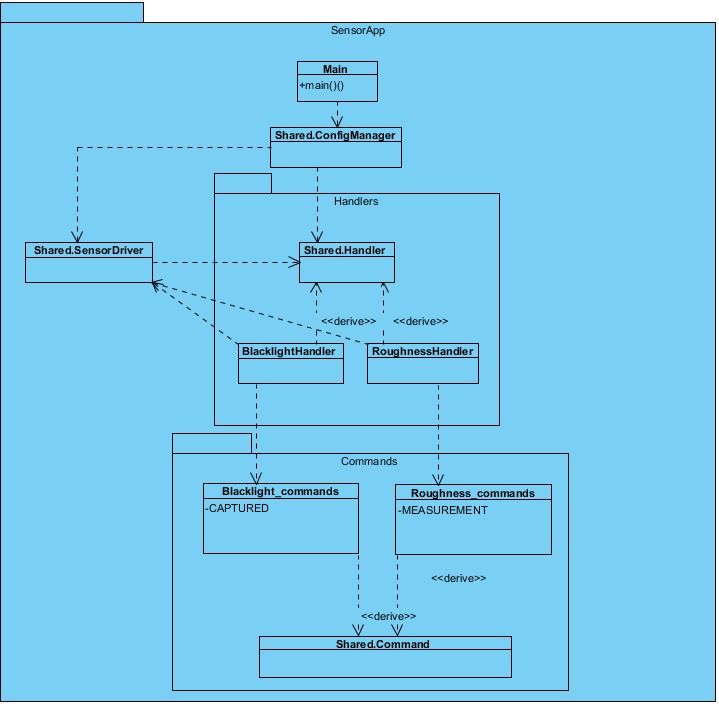 SensorApp
Main
+main()()
Shared.ConfigManager
Handlers
Shared.SensorDriver
Shared.Handler
<<derive>>
<<derive>>
BlacklightHandler
RoughnessHandler
Commands
Blacklight_commands
-CAPTURED
Roughness_commands
-MEASUREMENT
<<derive>>
<<derive>>
Shared.Command